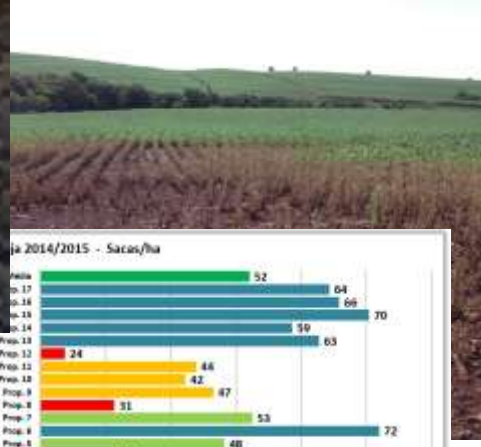 ja 2014/2015 - Sacas/ha
Média 52
Prop. 17 64
Prop. 16 66
Prop. 15 70
Prop. 14 59
Prop. 13 63
Prop. 12 24
Prop. 11 44
Prop. 10 42
Prop. 9 47
Prop. 8 31
Prop. 7 53
Prop. 6 72
48